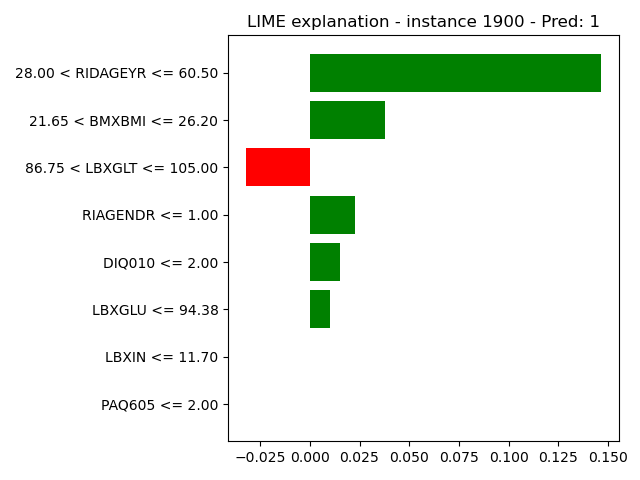 LIME explanation - instance 1900 - Pred: 1
28.00 < RIDAGEYR <= 60.50
21.65 < BMXBMI <= 26.20
86.75 < LBXGLT <= 105.00
RIAGENDR <= 1.00
DIQ010 <= 2.00
LBXGLU <= 94.38
LBXIN <= 11.70
PAQ605 <= 2.00
−0.025 0.000 0.025 0.050 0.075 0.100 0.125 0.150